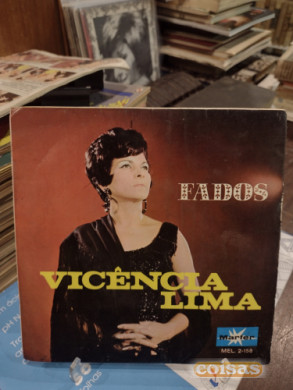 FADOS
VICÊNCIA
LIMA
Marfer
MEL. 2-158
coisas